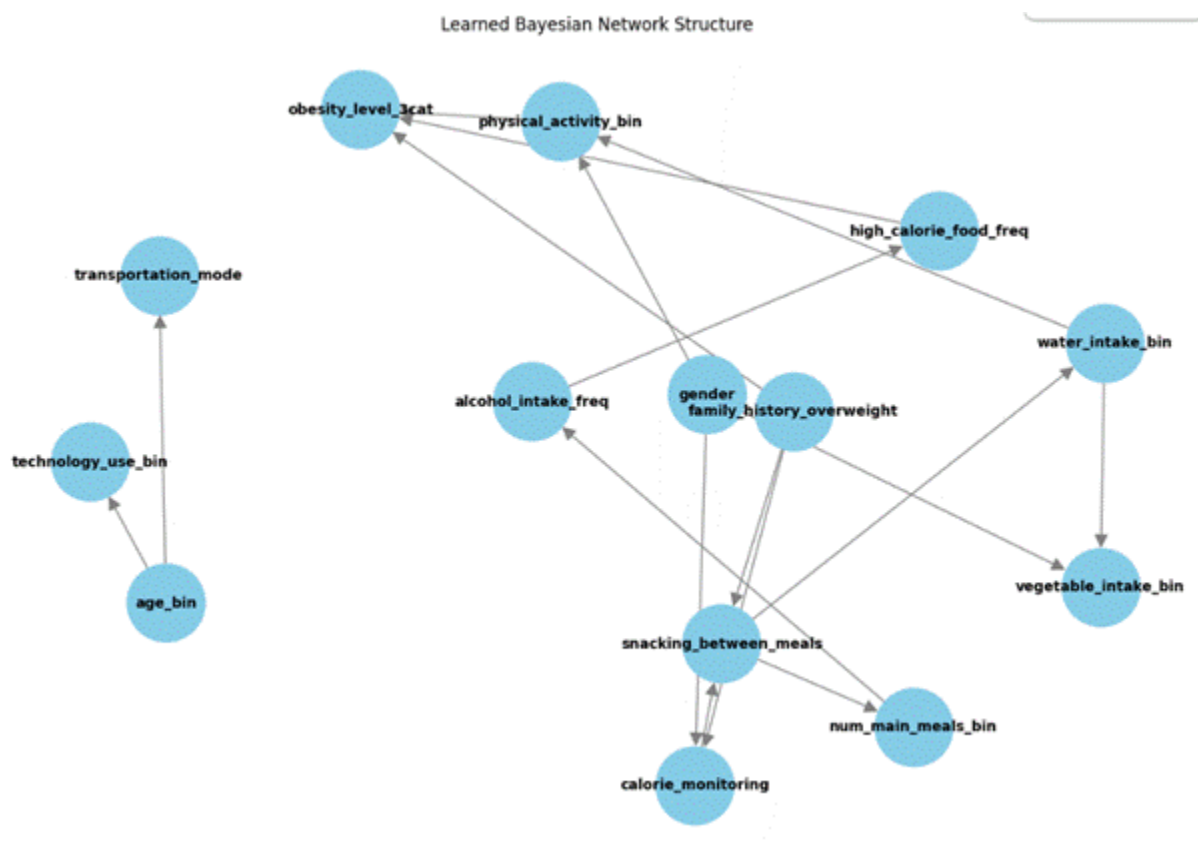 Learned Bayesian Network Structure
obesity_level_3cat
physical_activity_bin
high_calorie_food_freq
transportation_mode
water_intake_bin
alcohol_intake_freq
gender
family_history_overweight
technology_use_bin
vegetable_intake_bin
age_bin
snacking_between_meals
num_main_meals_bin
calorie_monitoring